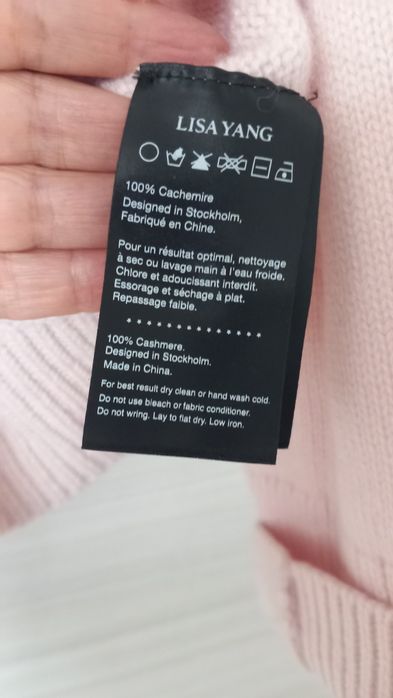 LISA YANG
100% Cachemire
Designed in Stockholm,
Fabriqué en Chine.
Pour un résultat optimal, nettoyage
à sec ou lavage main à l'eau froide.
Chlore et adoucissant interdit.
Essorage et séchage à plat.
Repassage faible.
* * * * * * * * * * * * * *
100% Cashmere.
Designed in Stockholm.
Made in China.
For best result dry clean or hand wash cold.
Do not use bleach or fabric conditioner.
Do not wring. Lay to flat dry. Low iron.